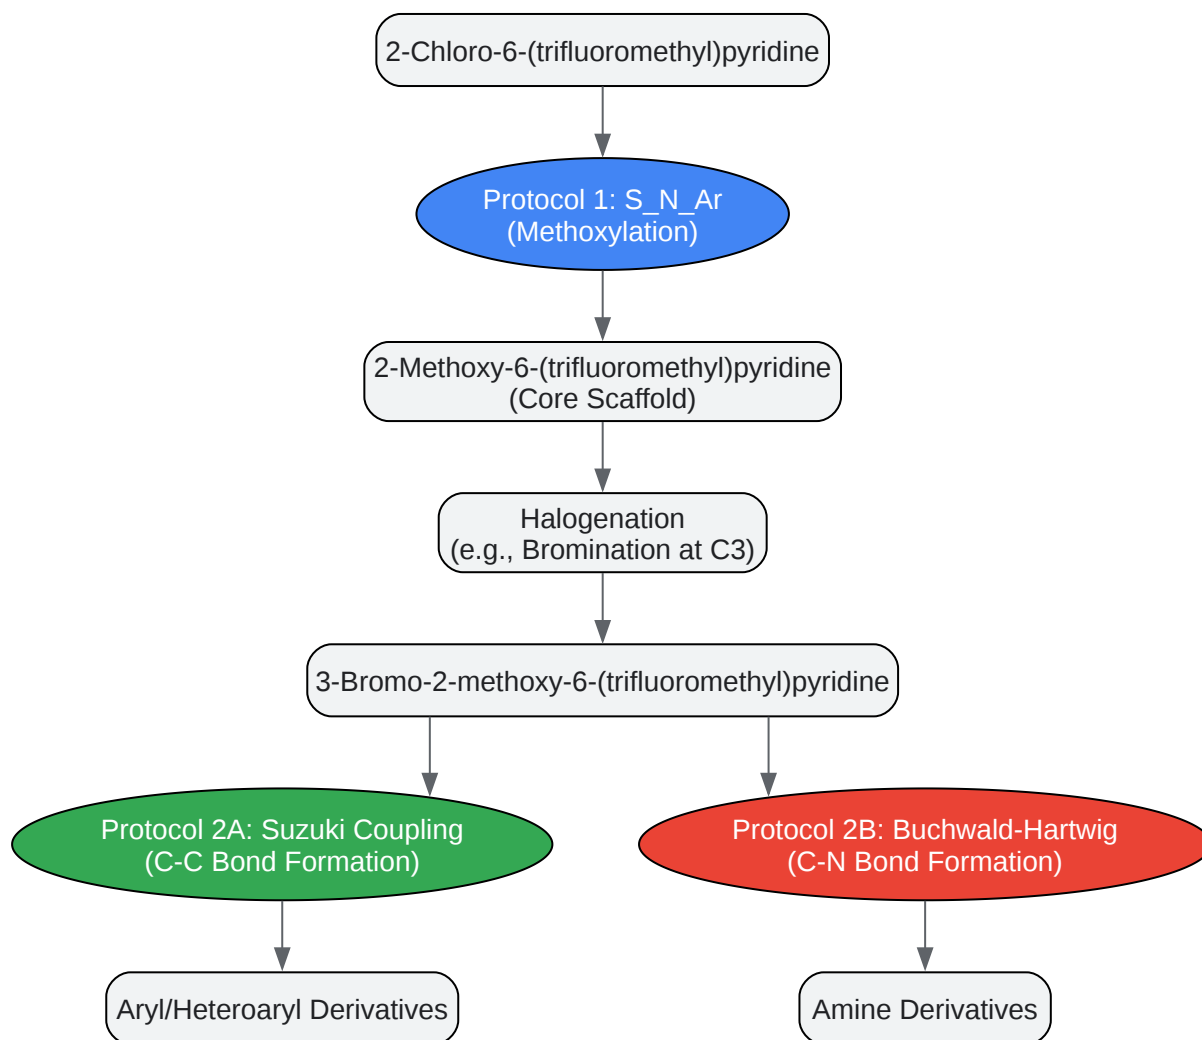 2-Chloro-6-(trifluoromethyl)pyridine
Protocol 1: S_N_Ar
(Methoxylation)
2-Methoxy-6-(trifluoromethyl)pyridine
(Core Scaffold)
Halogenation
(e.g., Bromination at C3)
3-Bromo-2-methoxy-6-(trifluoromethyl)pyridine
Protocol 2A: Suzuki Coupling
(C-C Bond Formation)
Protocol 2B: Buchwald-Hartwig
(C-N Bond Formation)
Aryl/Heteroaryl Derivatives
Amine Derivatives